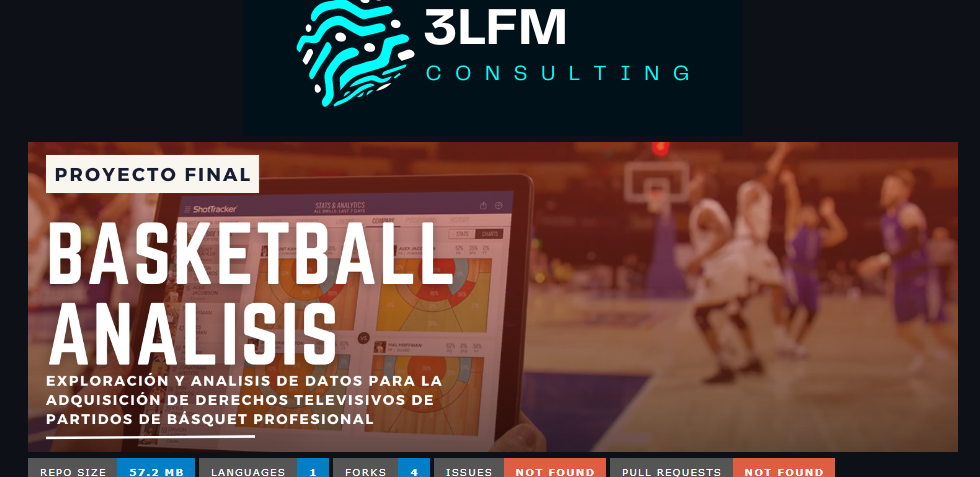 3LFM
CONSULTING
PROYECTO FINAL
ShotTracker
STATS & ANALYTICS
BASKETBALL
ANALISIS
EXPLORACIÓN Y ANALISIS DE DATOS PARA LA
ADQUISICIÓN DE DERECHOS TELEVISIVOS DE
PARTIDOS DE BÁSQUET PROFESIONAL
REPO SIZE 57.2 MB LANGUAGES 1 FORKS 4 ISSUES NOT FOUND PULL REQUESTS NOT FOUND